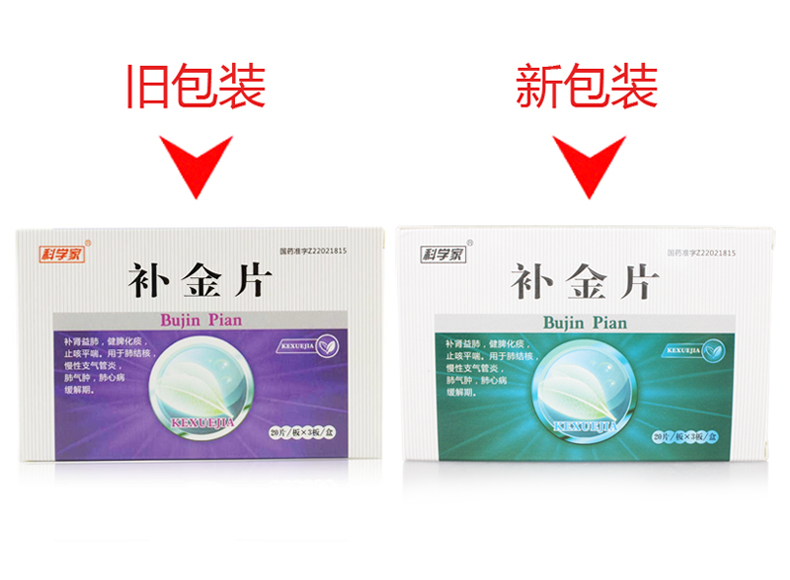 旧包装
新包装
科学家®
国药准字Z22021815
补金片
Bujin Pian
补肾益肺，健脾化痰，
止咳平喘。用于肺结核，
慢性支气管炎，
肺气肿，肺心病
缓解期。
KEXUEJIA
KEXUEJIA
20片/板×3板/盒
科学家®
国药准字Z22021815
补金片
Bujin Pian
补肾益肺，健脾化痰，
止咳平喘。用于肺结核，
慢性支气管炎，
肺气肿，肺心病
缓解期。
KEXUEJIA
KEXUEJIA
20片/板×3板/盒